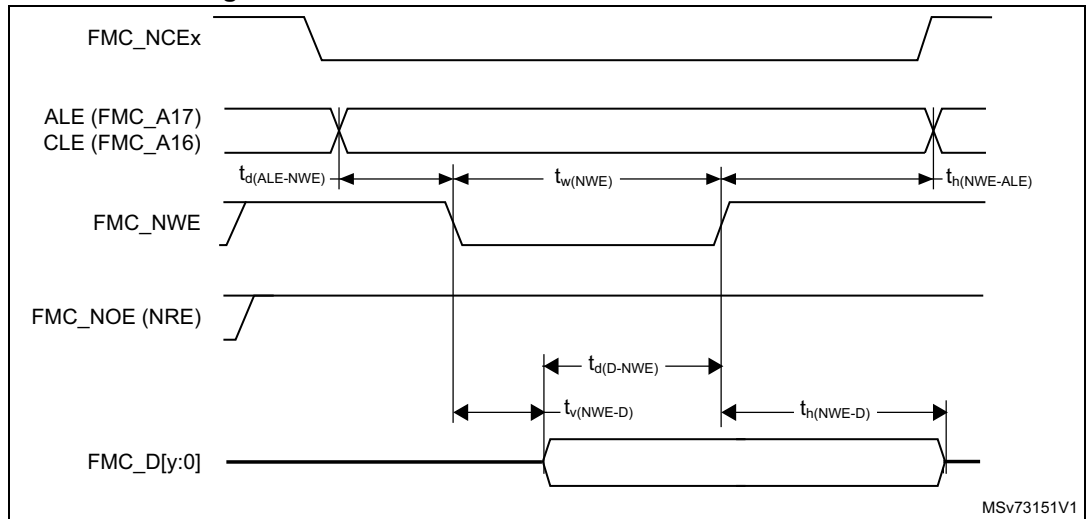 FMC_NCEx
ALE (FMC_A17)
CLE (FMC_A16)
td(ALE-NWE)
tw(NWE)
th(NWE-ALE)
FMC_NWE
FMC_NOE (NRE)
td(D-NWE)
tv(NWE-D)
th(NWE-D)
FMC_D[y:0]
MSv73151V1